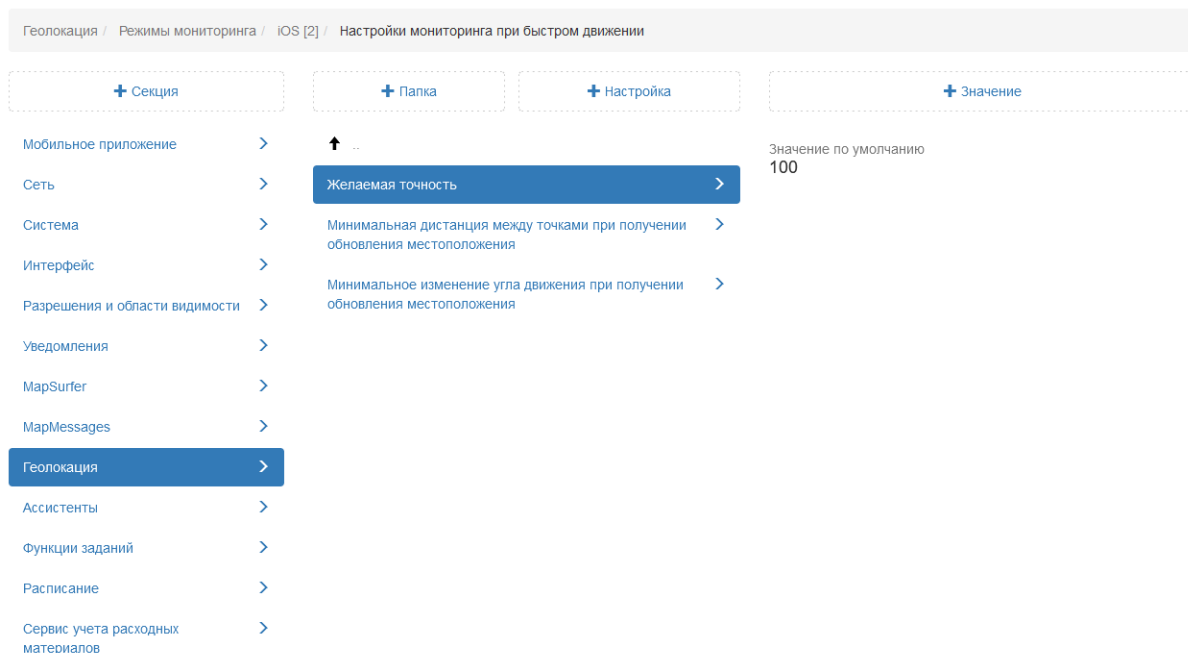 Геолокация / Режимы мониторинга / iOS [2] / Настройки мониторинга при быстром движении
+ Секция
+ Папка
+ Настройка
+ Значение
Мобильное приложение
Сеть
Система
Интерфейс
Разрешения и области видимости
Уведомления
MapSurfer
MapMessages
Геолокация
Ассистенты
Функции заданий
Расписание
Сервис учета расходных
материалов
..
Желаемая точность
Минимальная дистанция между точками при получении
обновления местоположения
Минимальное изменение угла движения при получении
обновления местоположения
Значение по умолчанию
100